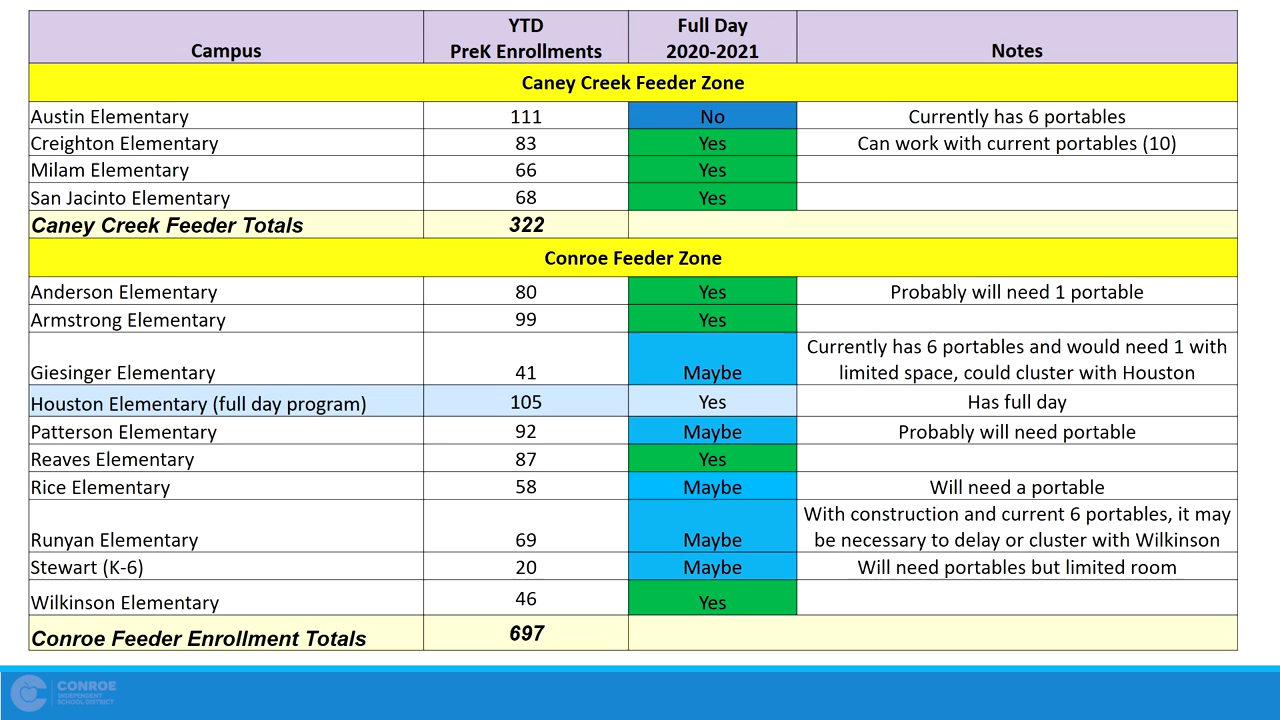 Campus YTD PreK Enrollments Full Day 2020-2021 Notes
Caney Creek Feeder Zone
Austin Elementary 111 No Currently has 6 portables
Creighton Elementary 83 Yes Can work with current portables (10)
Milam Elementary 66 Yes
San Jacinto Elementary 68 Yes
Caney Creek Feeder Totals 322
Conroe Feeder Zone
Anderson Elementary 80 Yes Probably will need 1 portable
Armstrong Elementary 99 Yes
Giesinger Elementary 41 Maybe Currently has 6 portables and would need 1 with limited space, could cluster with Houston
Houston Elementary (full day program) 105 Yes Has full day
Patterson Elementary 92 Maybe Probably will need portable
Reaves Elementary 87 Yes
Rice Elementary 58 Maybe Will need a portable
Runyan Elementary 69 Maybe With construction and current 6 portables, it may be necessary to delay or cluster with Wilkinson
Stewart (K-6) 20 Maybe Will need portables but limited room
Wilkinson Elementary 46 Yes
Conroe Feeder Enrollment Totals 697
CONROE
INDEPENDENT
SCHOOL DISTRICT